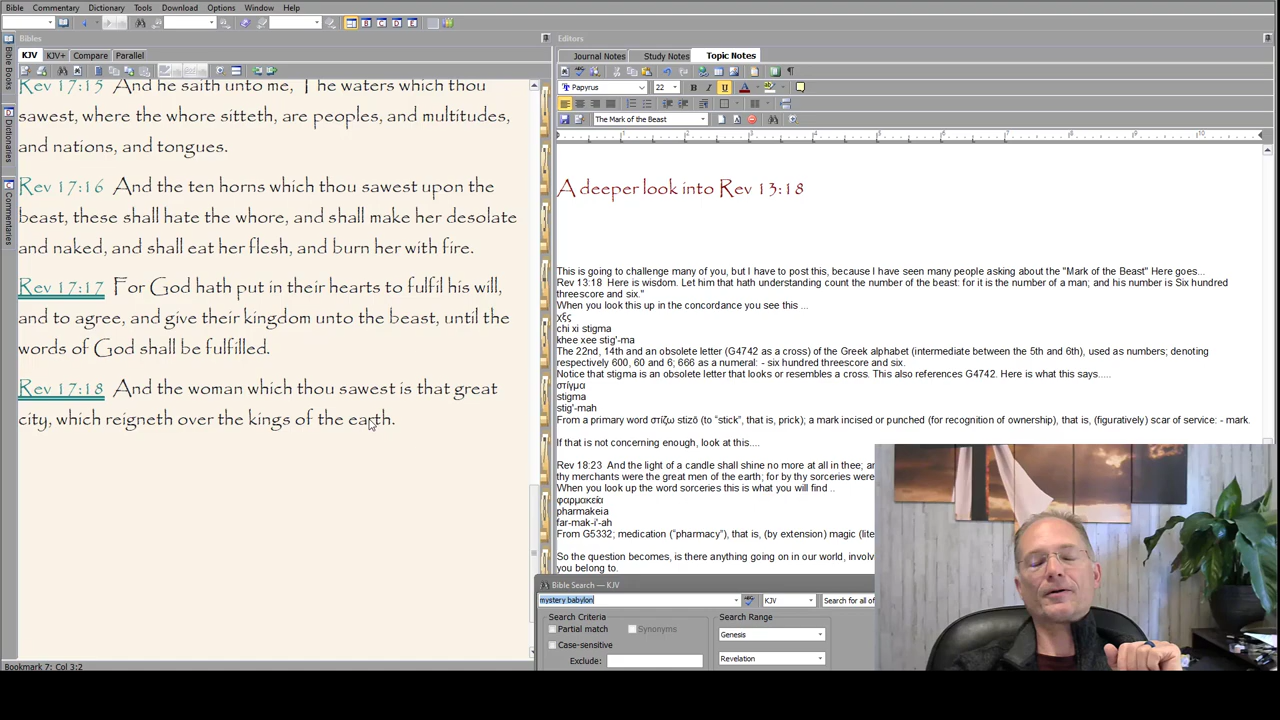 Bible Commentary Dictionary Tools Download Options Window Help
Bibles
KJV KJV+ Compare Parallel
Rev 17:15 And he saith unto me, The waters which thou
sawest, where the whore sitteth, are peoples, and multitudes,
and nations, and tongues.
Rev 17:16 And the ten horns which thou sawest upon the
beast, these shall hate the whore, and shall make her desolate
and naked, and shall eat her flesh, and burn her with fire.
Rev 17:17 For God hath put in their hearts to fulfil his will,
and to agree, and give their kingdom unto the beast, until the
words of God shall be fulfilled.
Rev 17:18 And the woman which thou sawest is that great
city, which reigneth over the kings of the earth.
Bookmark 7: Col 3:2
Bible Books
Dictionaries
Commentaries
Editors
Journal Notes Study Notes Topic Notes
Papyrus 22 B I U A
The Mark of the Beast
1 2 3 4 5 6 7 8 9 10
A deeper look into Rev 13:18
This is going to challenge many of you, but I have to post this, because I have seen many people asking about the "Mark of the Beast" Here goes...
Rev 13:18 Here is wisdom. Let him that hath understanding count the number of the beast: for it is the number of a man; and his number is Six hundred
threescore and six."
When you look this up in the concordance you see this ...
χξς
chi xi stigma
khee xee stig'-ma
The 22nd, 14th and an obsolete letter (G4742 as a cross) of the Greek alphabet (intermediate between the 5th and 6th), used as numbers; denoting
respectively 600, 60 and 6; 666 as a numeral: - six hundred threescore and six.
Notice that stigma is an obsolete letter that looks or resembles a cross. This also references G4742. Here is what this says.....
στίγμα
stigma
stig'-mah
From a primary word στίζω stizō (to “stick”, that is, prick); a mark incised or punched (for recognition of ownership), that is, (figuratively) scar of service: - mark.
If that is not concerning enough, look at this....
Rev 18:23 And the light of a candle shall shine no more at all in thee;
thy merchants were the great men of the earth; for by thy sorceries were
When you look up the word sorceries this is what you will find ..
φαρμακεία
pharmakeia
far-mak-i'-ah
From G5332; medication (“pharmacy”), that is, (by extension) magic
So the question becomes, is there anything going on in our world,
you belong to.
Bible Search — KJV
mystery babylon KJV Search for all of
Search Criteria Search Range
Partial match Synonyms Genesis
Case-sensitive
Exclude: Revelation